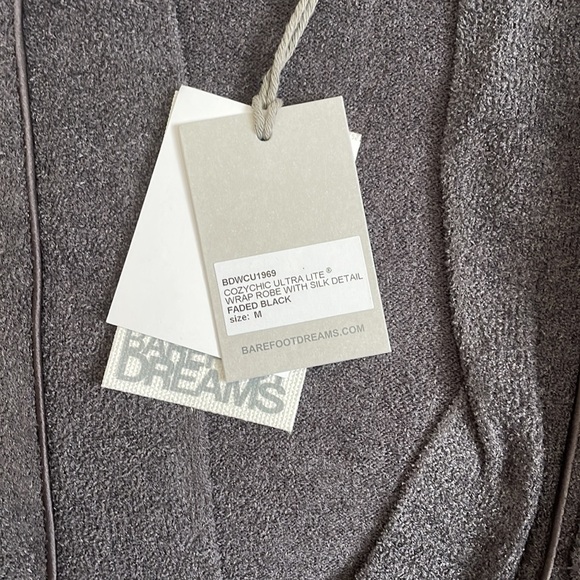 BDWCU1969
COZYCHIC ULTRA LITE®
WRAP ROBE WITH SILK DETAIL
FADED BLACK
size: M
BAREFOOTDREAMS.COM
DREAMS